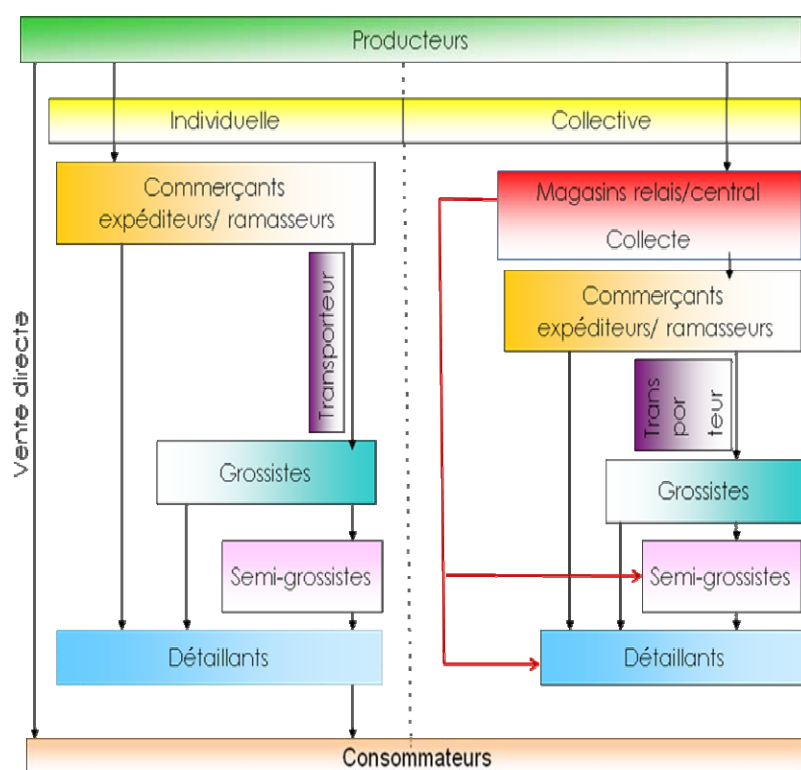 Producteurs
Individuelle
Collective
Commerçants
expéditeurs/ ramasseurs
Magasins relais/central
Collecte
Commerçants
expéditeurs/ ramasseurs
Vente directe
Transporteur
Trans
por
teur
Grossistes
Grossistes
Semi-grossistes
Semi-grossistes
Détaillants
Détaillants
Consommateurs